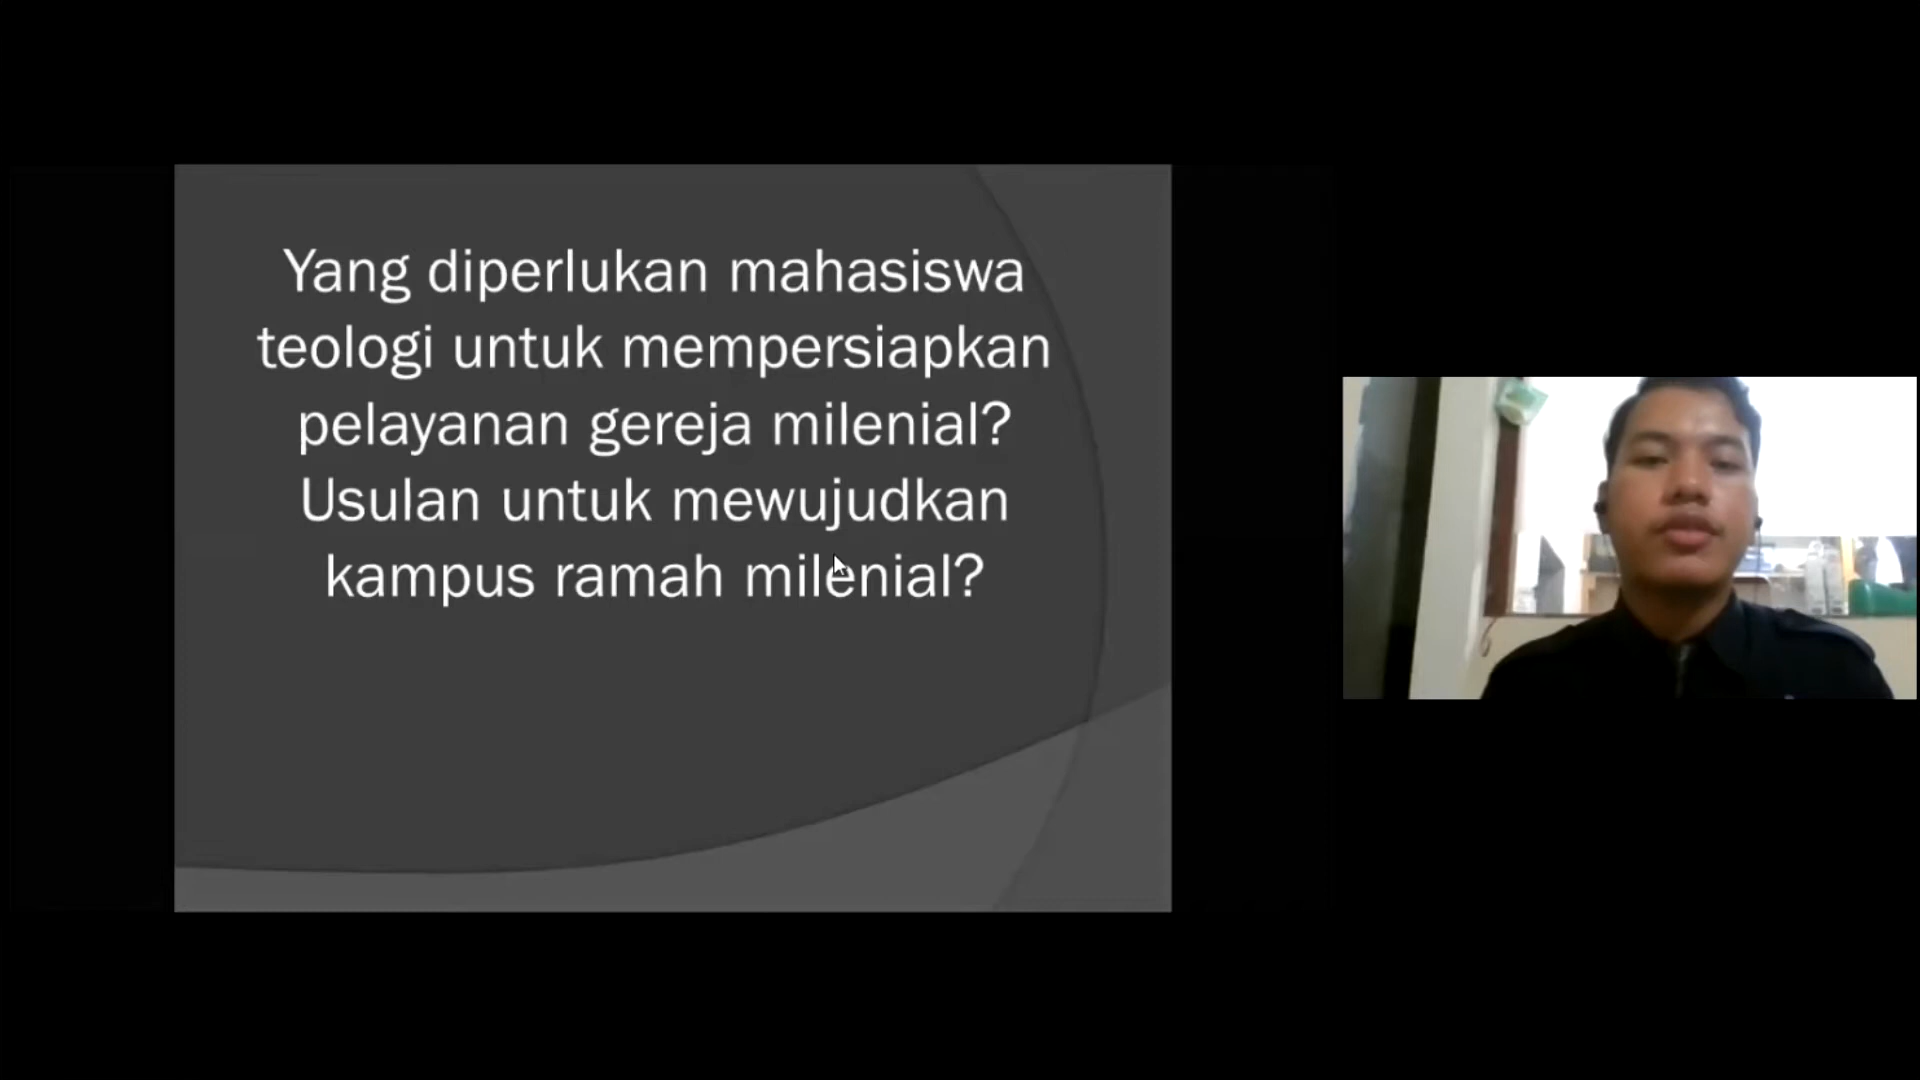 Yang diperlukan mahasiswa
teologi untuk mempersiapkan
pelayanan gereja milenial?
Usulan untuk mewujudkan
kampus ramah milenial?